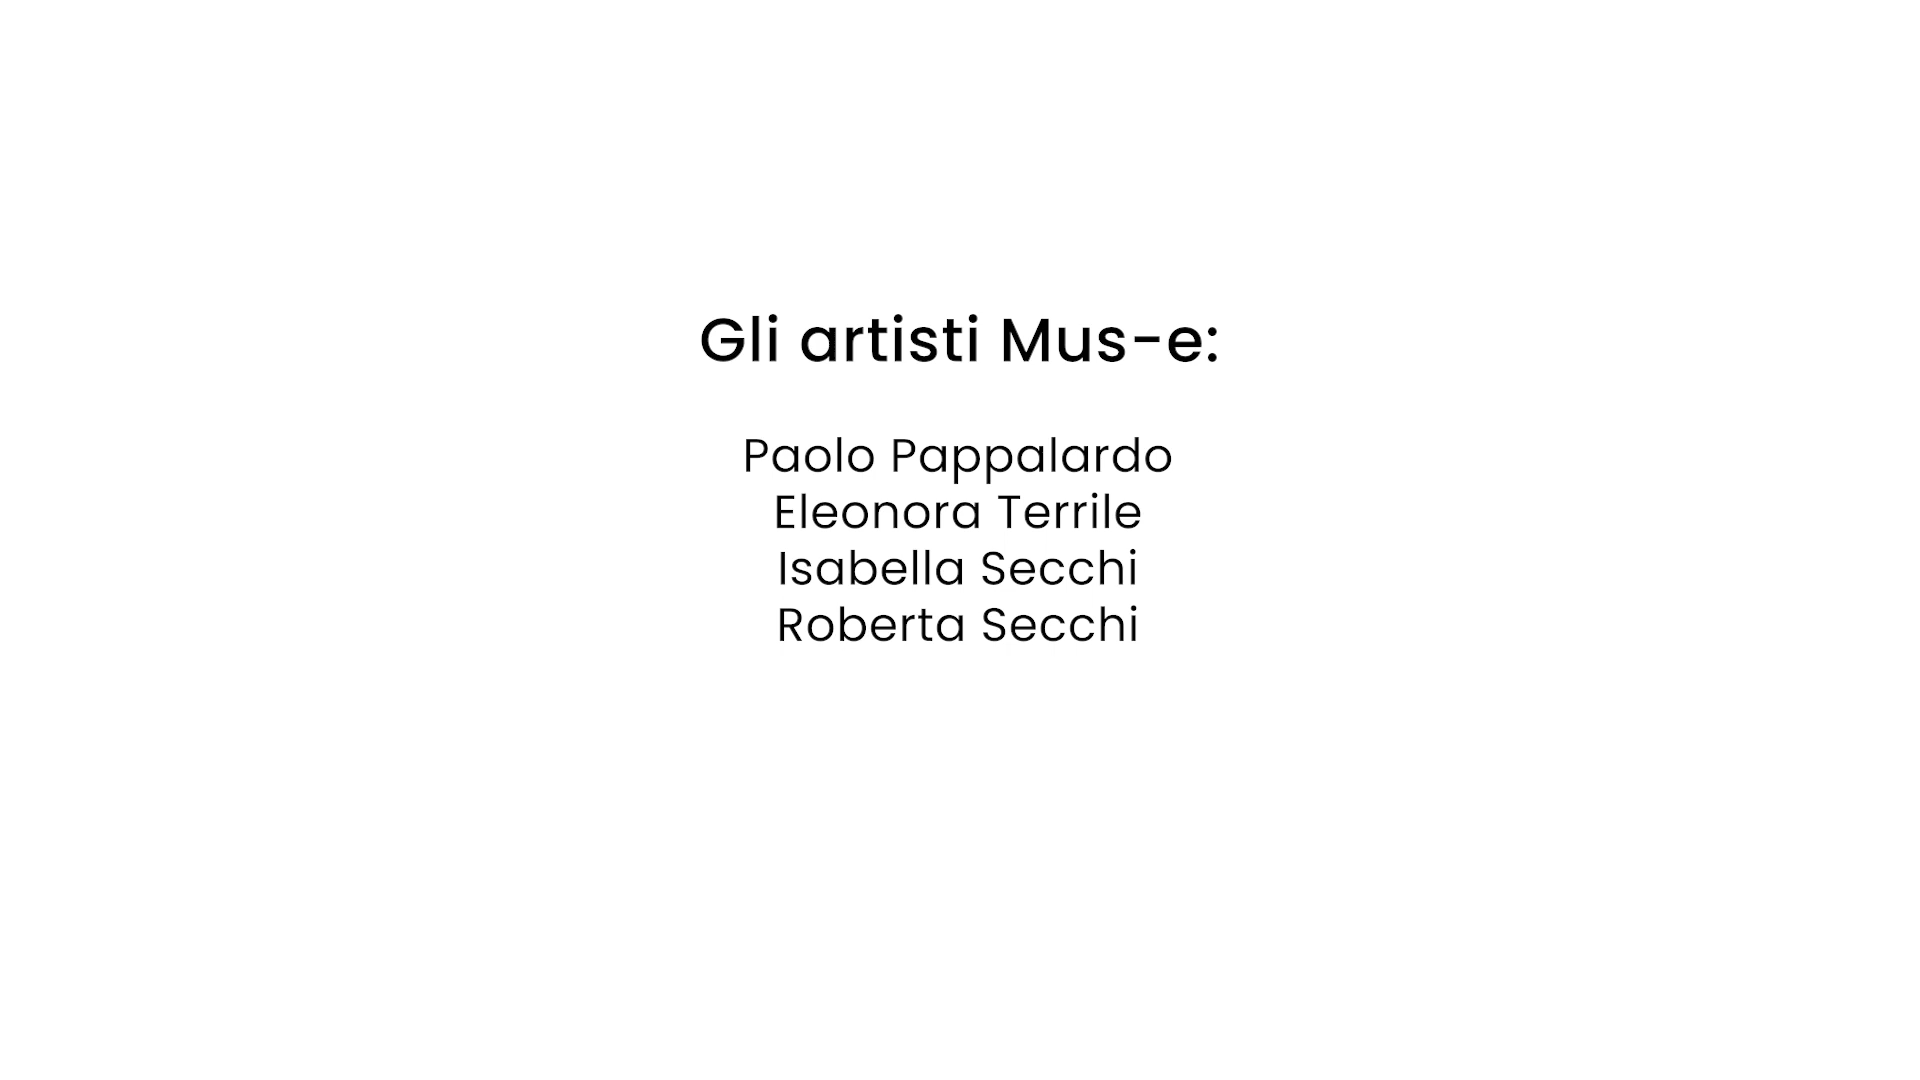 Gli artisti Mus-e:
Paolo Pappalardo
Eleonora Terrile
Isabella Secchi
Roberta Secchi